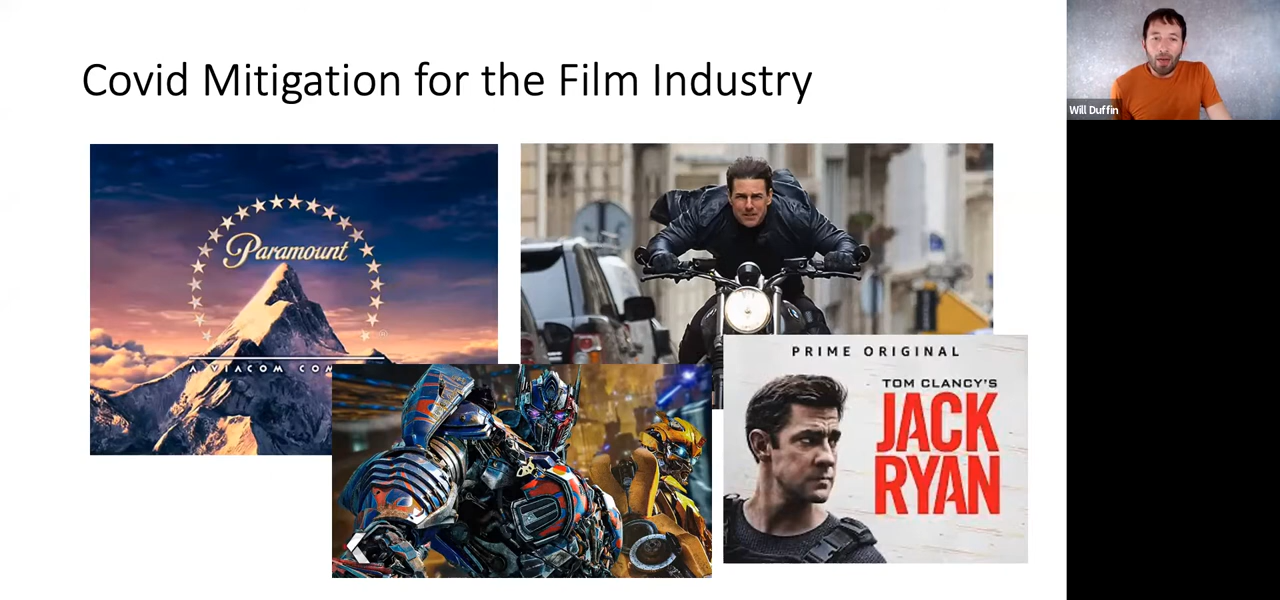 Covid Mitigation for the Film Industry
Will Duffin
Paramount
A VIACOM COM
PRIME ORIGINAL
TOM CLANCY'S
JACK
RYAN